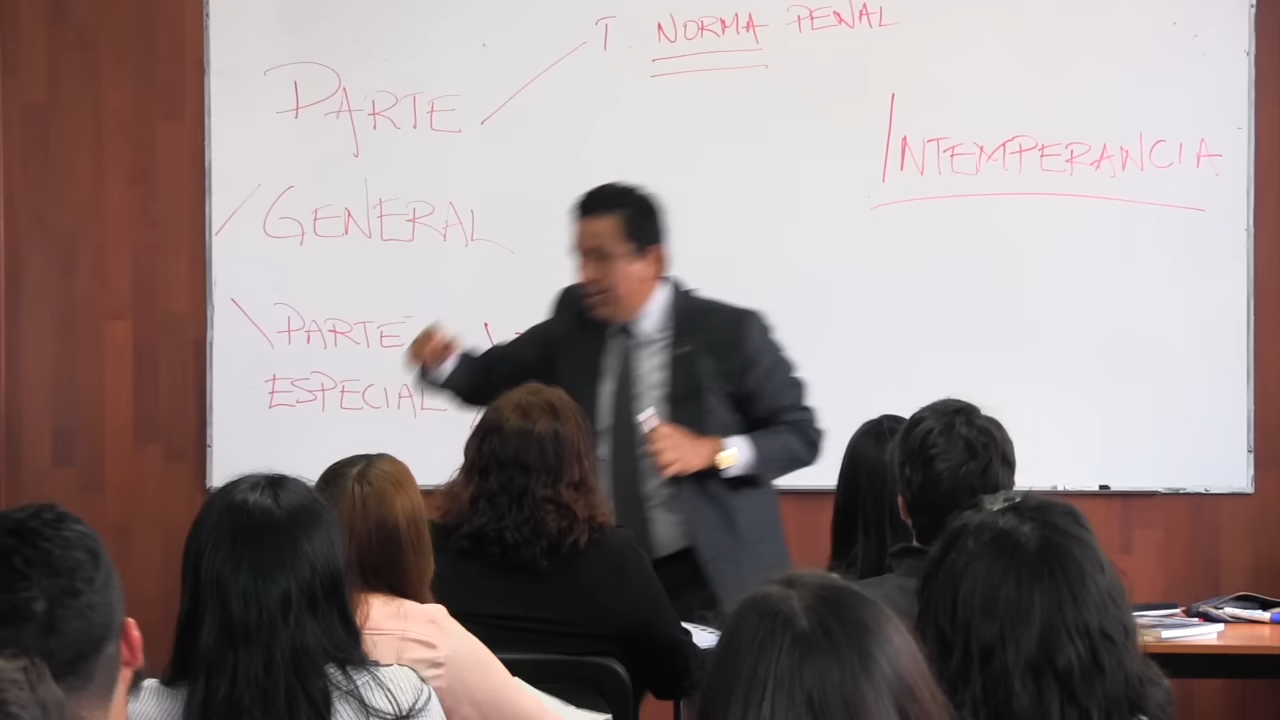 T. NORMA PENAL
PARTE
GENERAL
PARTE
ESPECIAL
INTEMPERANCIA